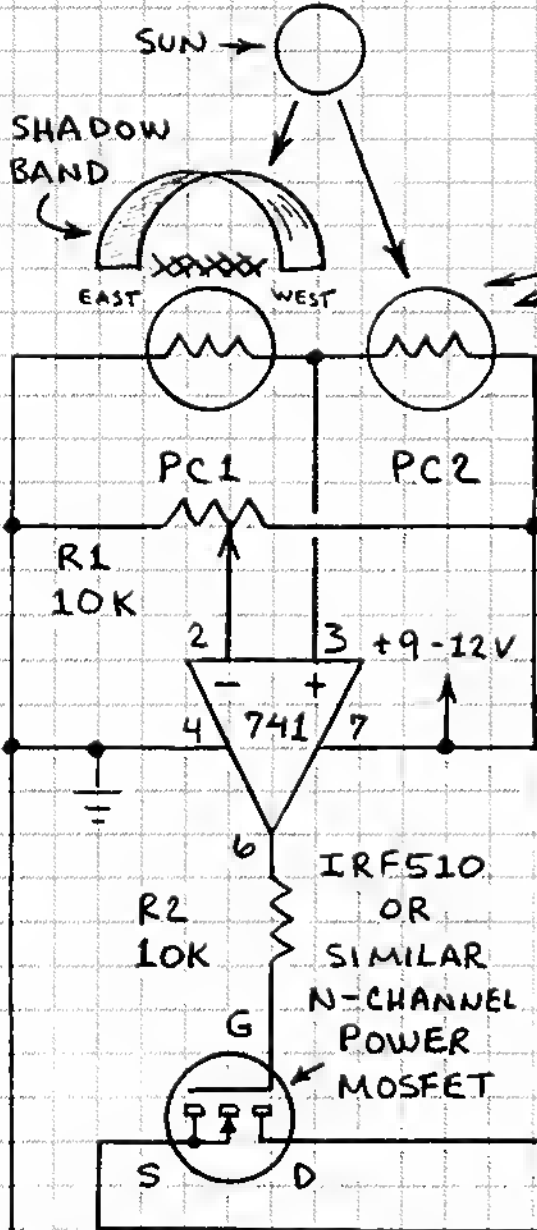 SUN
SHADOW
BAND
EAST
WEST
PC1
PC2
R1
10K
2
3
+9-12V
-
+
4
741
7
6
R2
10K
IRF510
OR
SIMILAR
N-CHANNEL
POWER
MOSFET
G
S
D